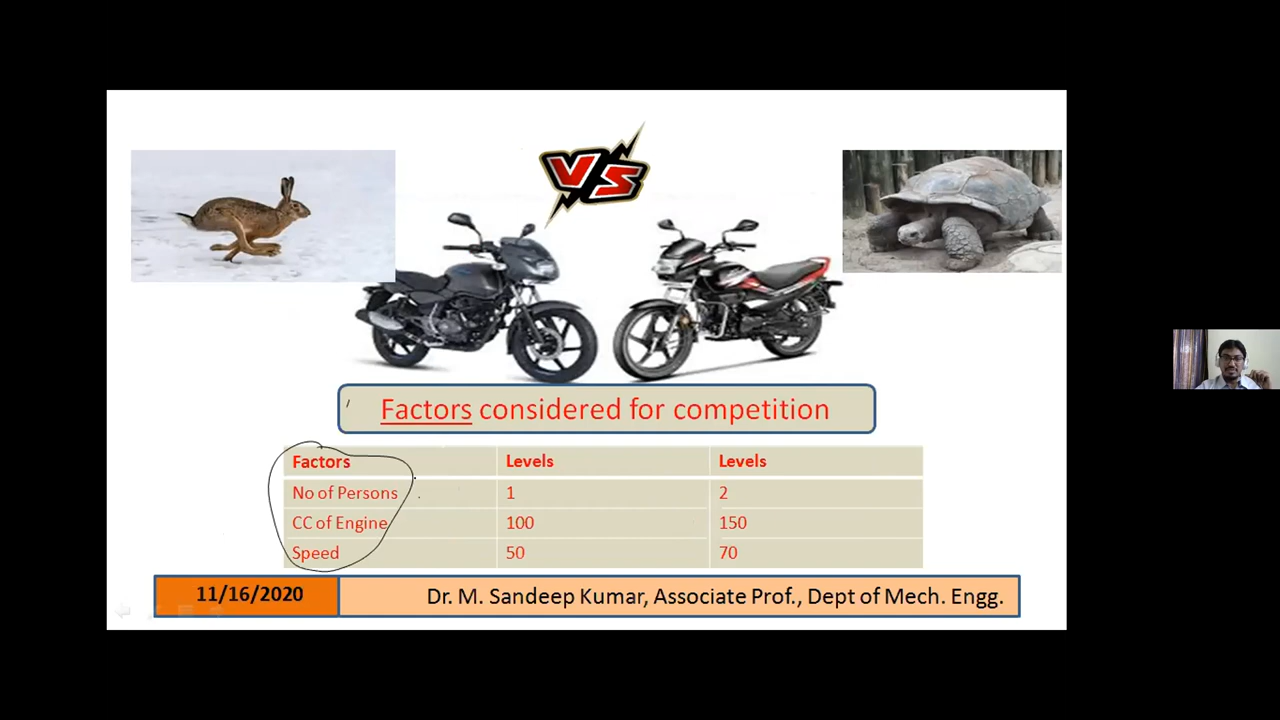 VS
Factors considered for competition
Factors Levels Levels
No of Persons 1 2
CC of Engine 100 150
Speed 50 70
11/16/2020 Dr. M. Sandeep Kumar, Associate Prof., Dept of Mech. Engg.